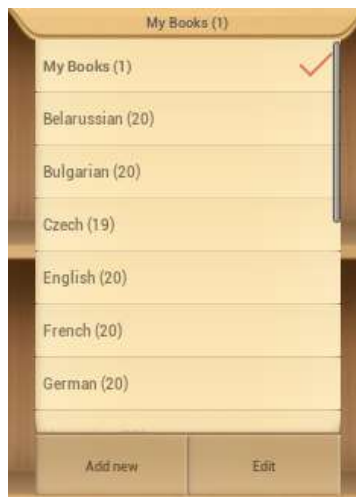 My Books (1)
My Books (1)
Belarussian (20)
Bulgarian (20)
Czech (19)
English (20)
French (20)
German (20)
Add new
Edit